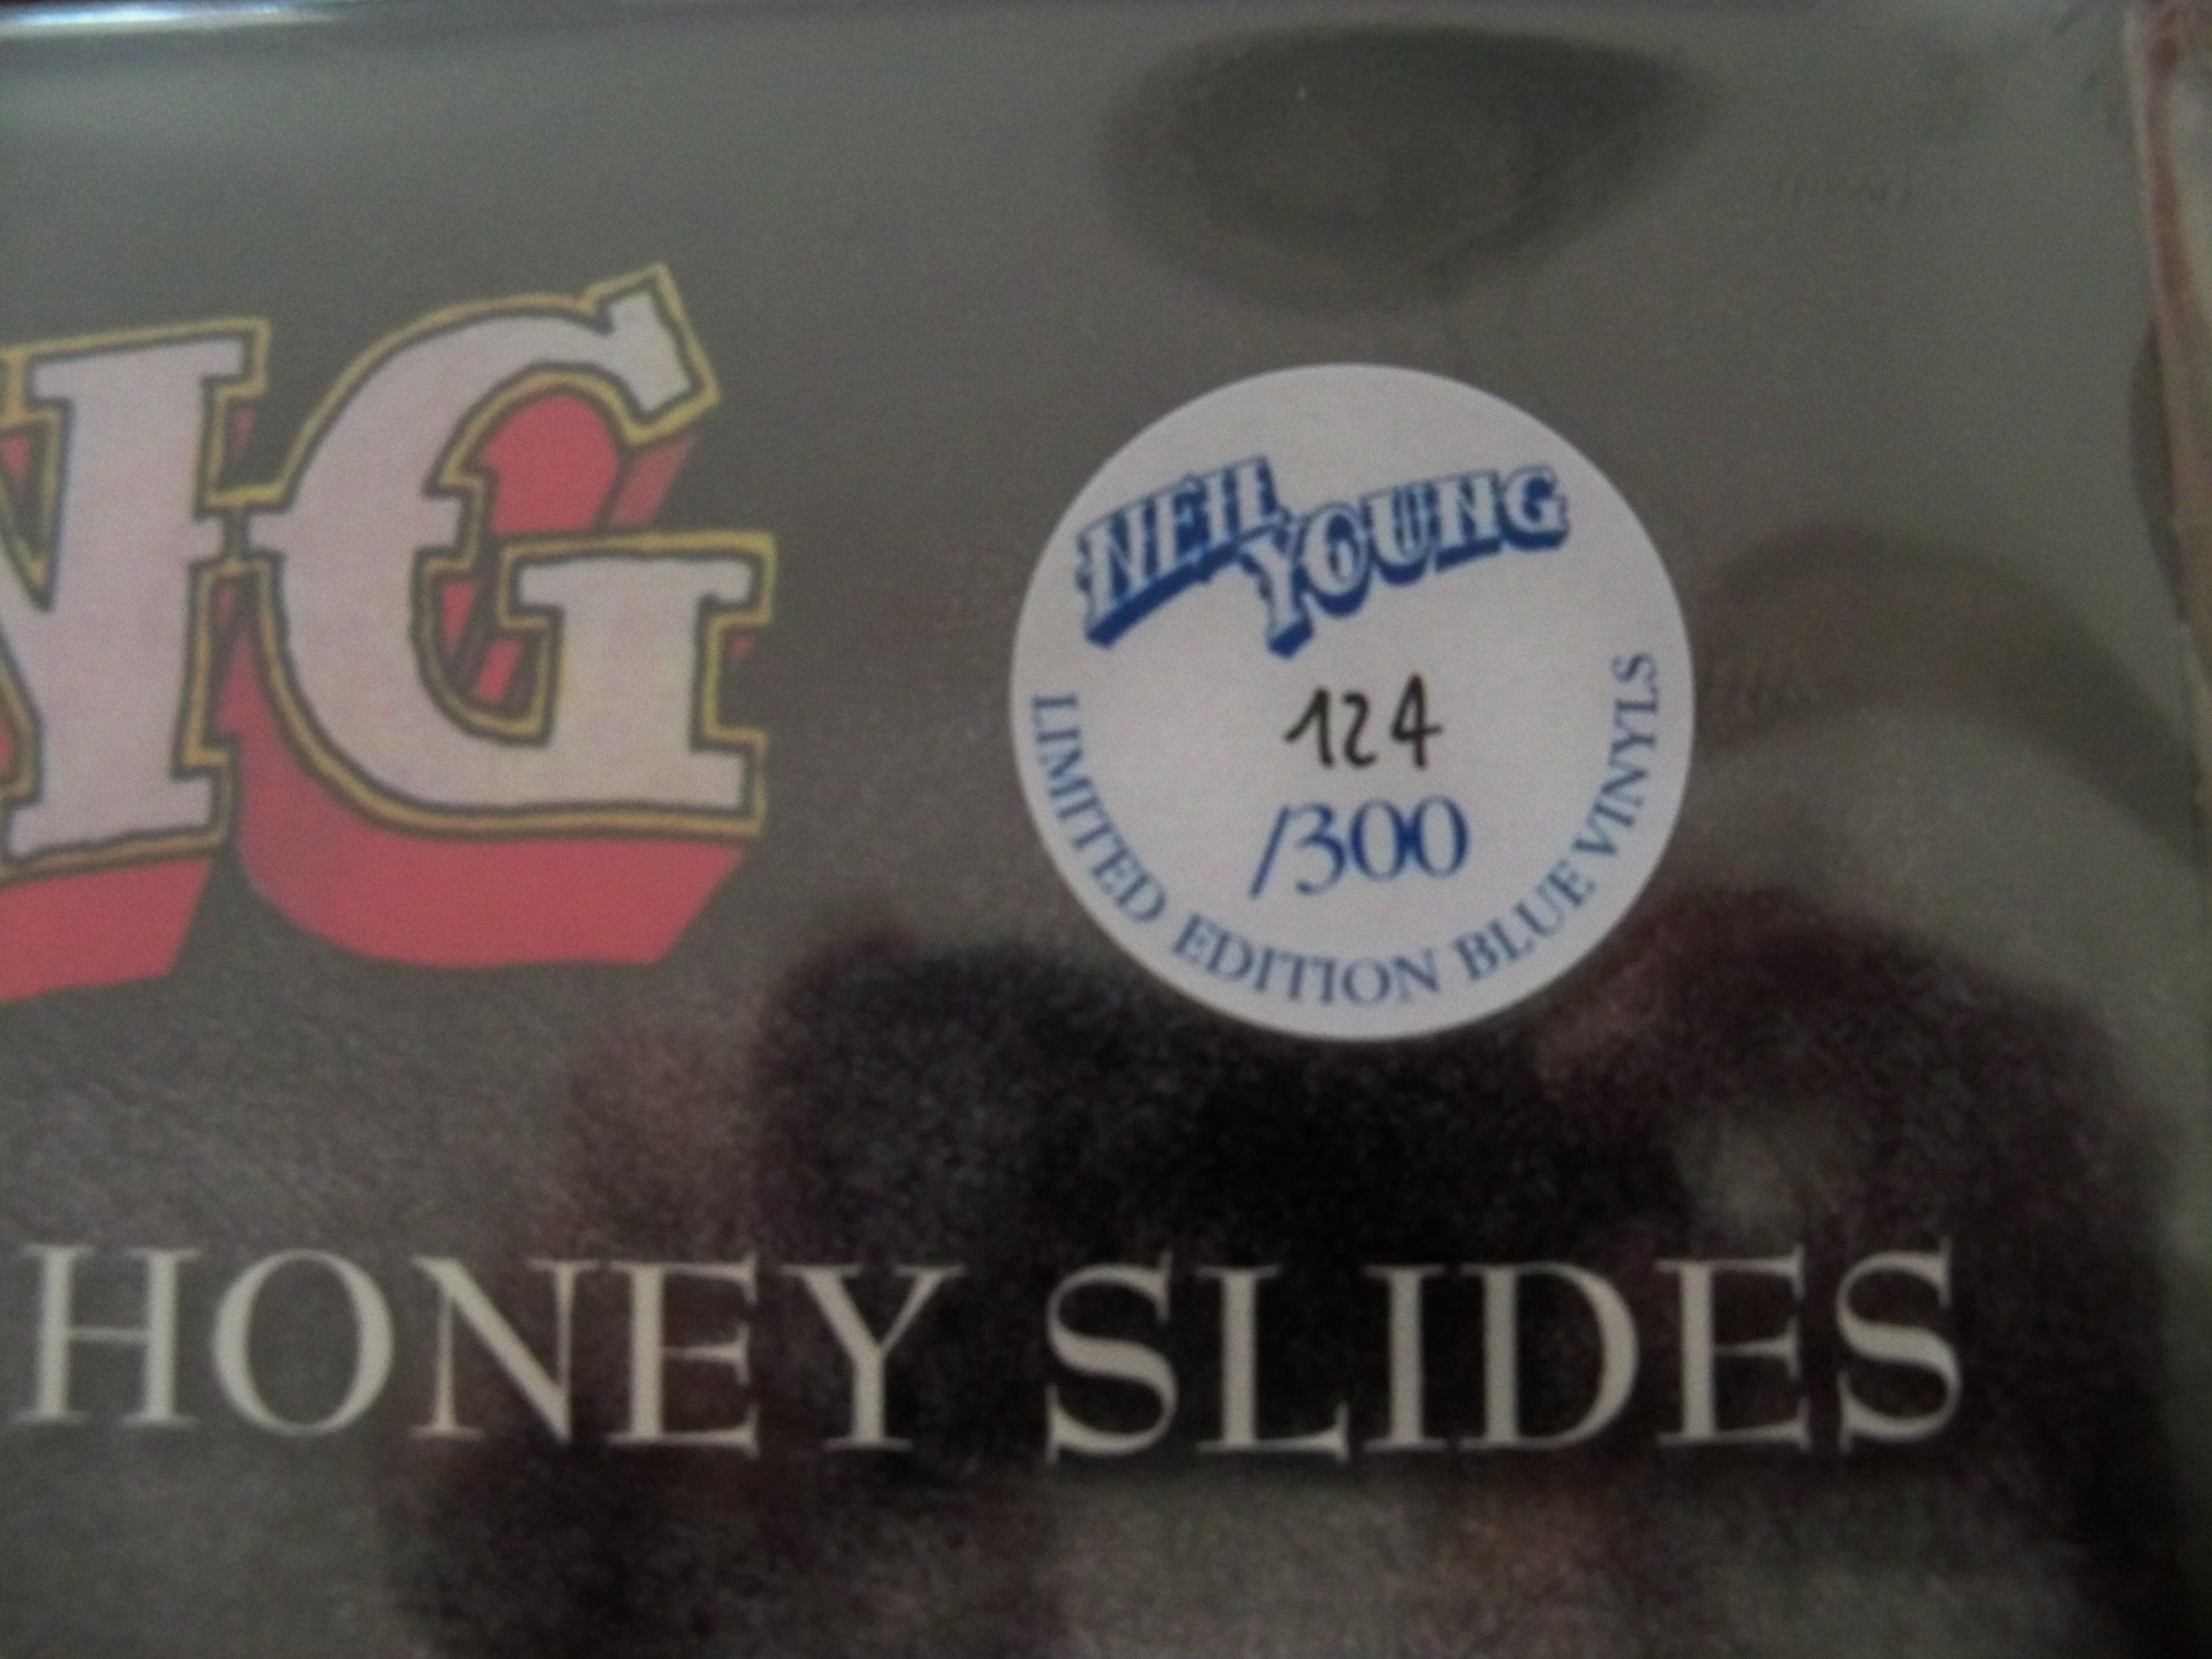 NG
NEIL YOUNG
124
/300
LIMITED EDITION BLUE VINYLS
HONEY SLIDES